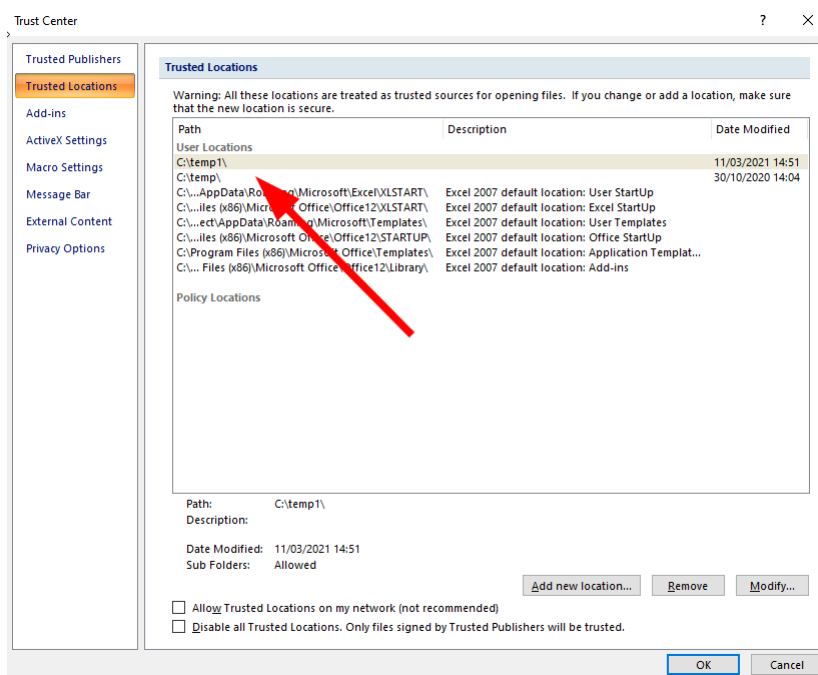 Trust Center
? ×
Trusted Publishers
Trusted Locations
Add-ins
ActiveX Settings
Macro Settings
Message Bar
External Content
Privacy Options
Trusted Locations
Warning: All these locations are treated as trusted sources for opening files. If you change or add a location, make sure
that the new location is secure.
Path Description Date Modified
User Locations
C:\temp1\ 11/03/2021 14:51
C:\temp\ 30/10/2020 14:04
C:\...AppData\Roaming\Microsoft\Excel\XLSTART\ Excel 2007 default location: User StartUp
C:\...iles (x86)\Microsoft Office\Office12\XLSTART\ Excel 2007 default location: Excel StartUp
C:\...ect\AppData\Roaming\Microsoft\Templates\ Excel 2007 default location: User Templates
C:\...iles (x86)\Microsoft Office\Office12\STARTUP\ Excel 2007 default location: Office StartUp
C:\Program Files (x86)\Microsoft Office\Templates\ Excel 2007 default location: Application Templat...
C:\... Files (x86)\Microsoft Office\Office12\Library\ Excel 2007 default location: Add-ins
Policy Locations
Path: C:\temp1\
Description:
Date Modified: 11/03/2021 14:51
Sub Folders: Allowed
Add new location... Remove Modify...
Allow Trusted Locations on my network (not recommended)
Disable all Trusted Locations. Only files signed by Trusted Publishers will be trusted.
OK Cancel